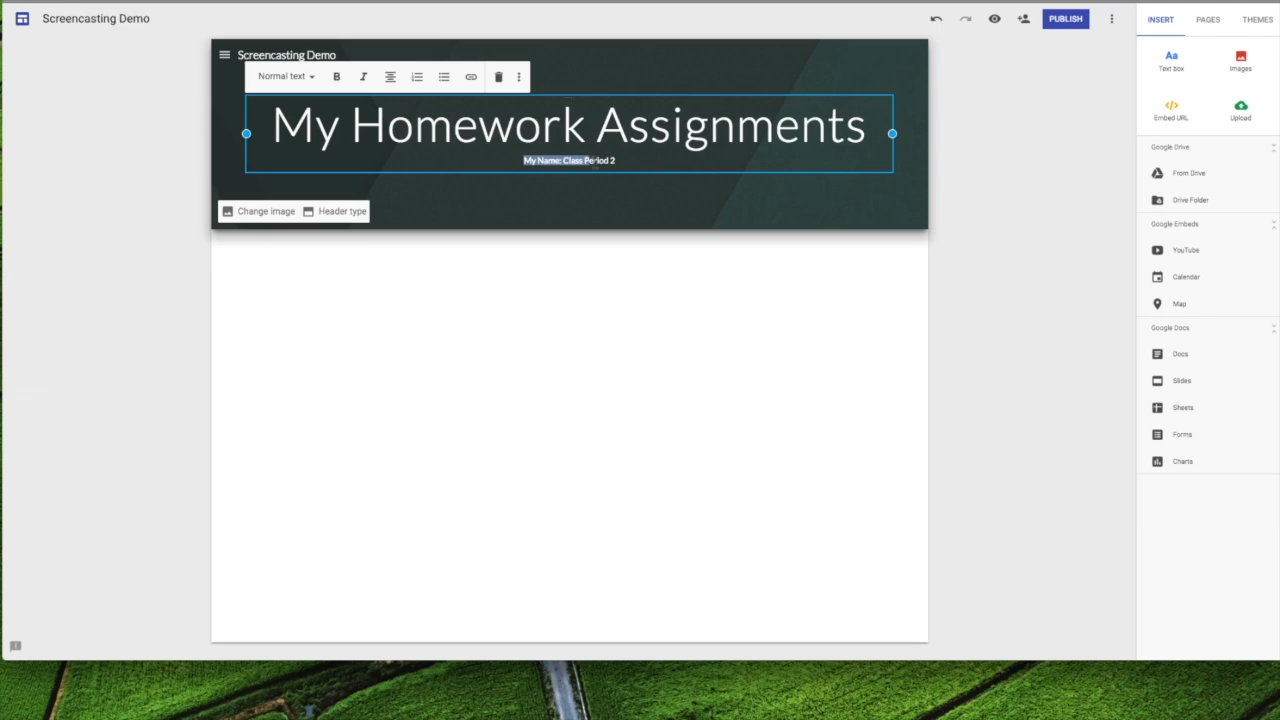 Screencasting Demo
PUBLISH
INSERT
PAGES
THEMES
Screencasting Demo
Normal text
B
I
My Homework Assignments
My Name: Class Period 2
Change image
Header type
Aa
Text box
Images
Embed URL
Upload
Google Drive
From Drive
Drive Folder
Google Embeds
YouTube
Calendar
Map
Google Docs
Docs
Slides
Sheets
Forms
Charts